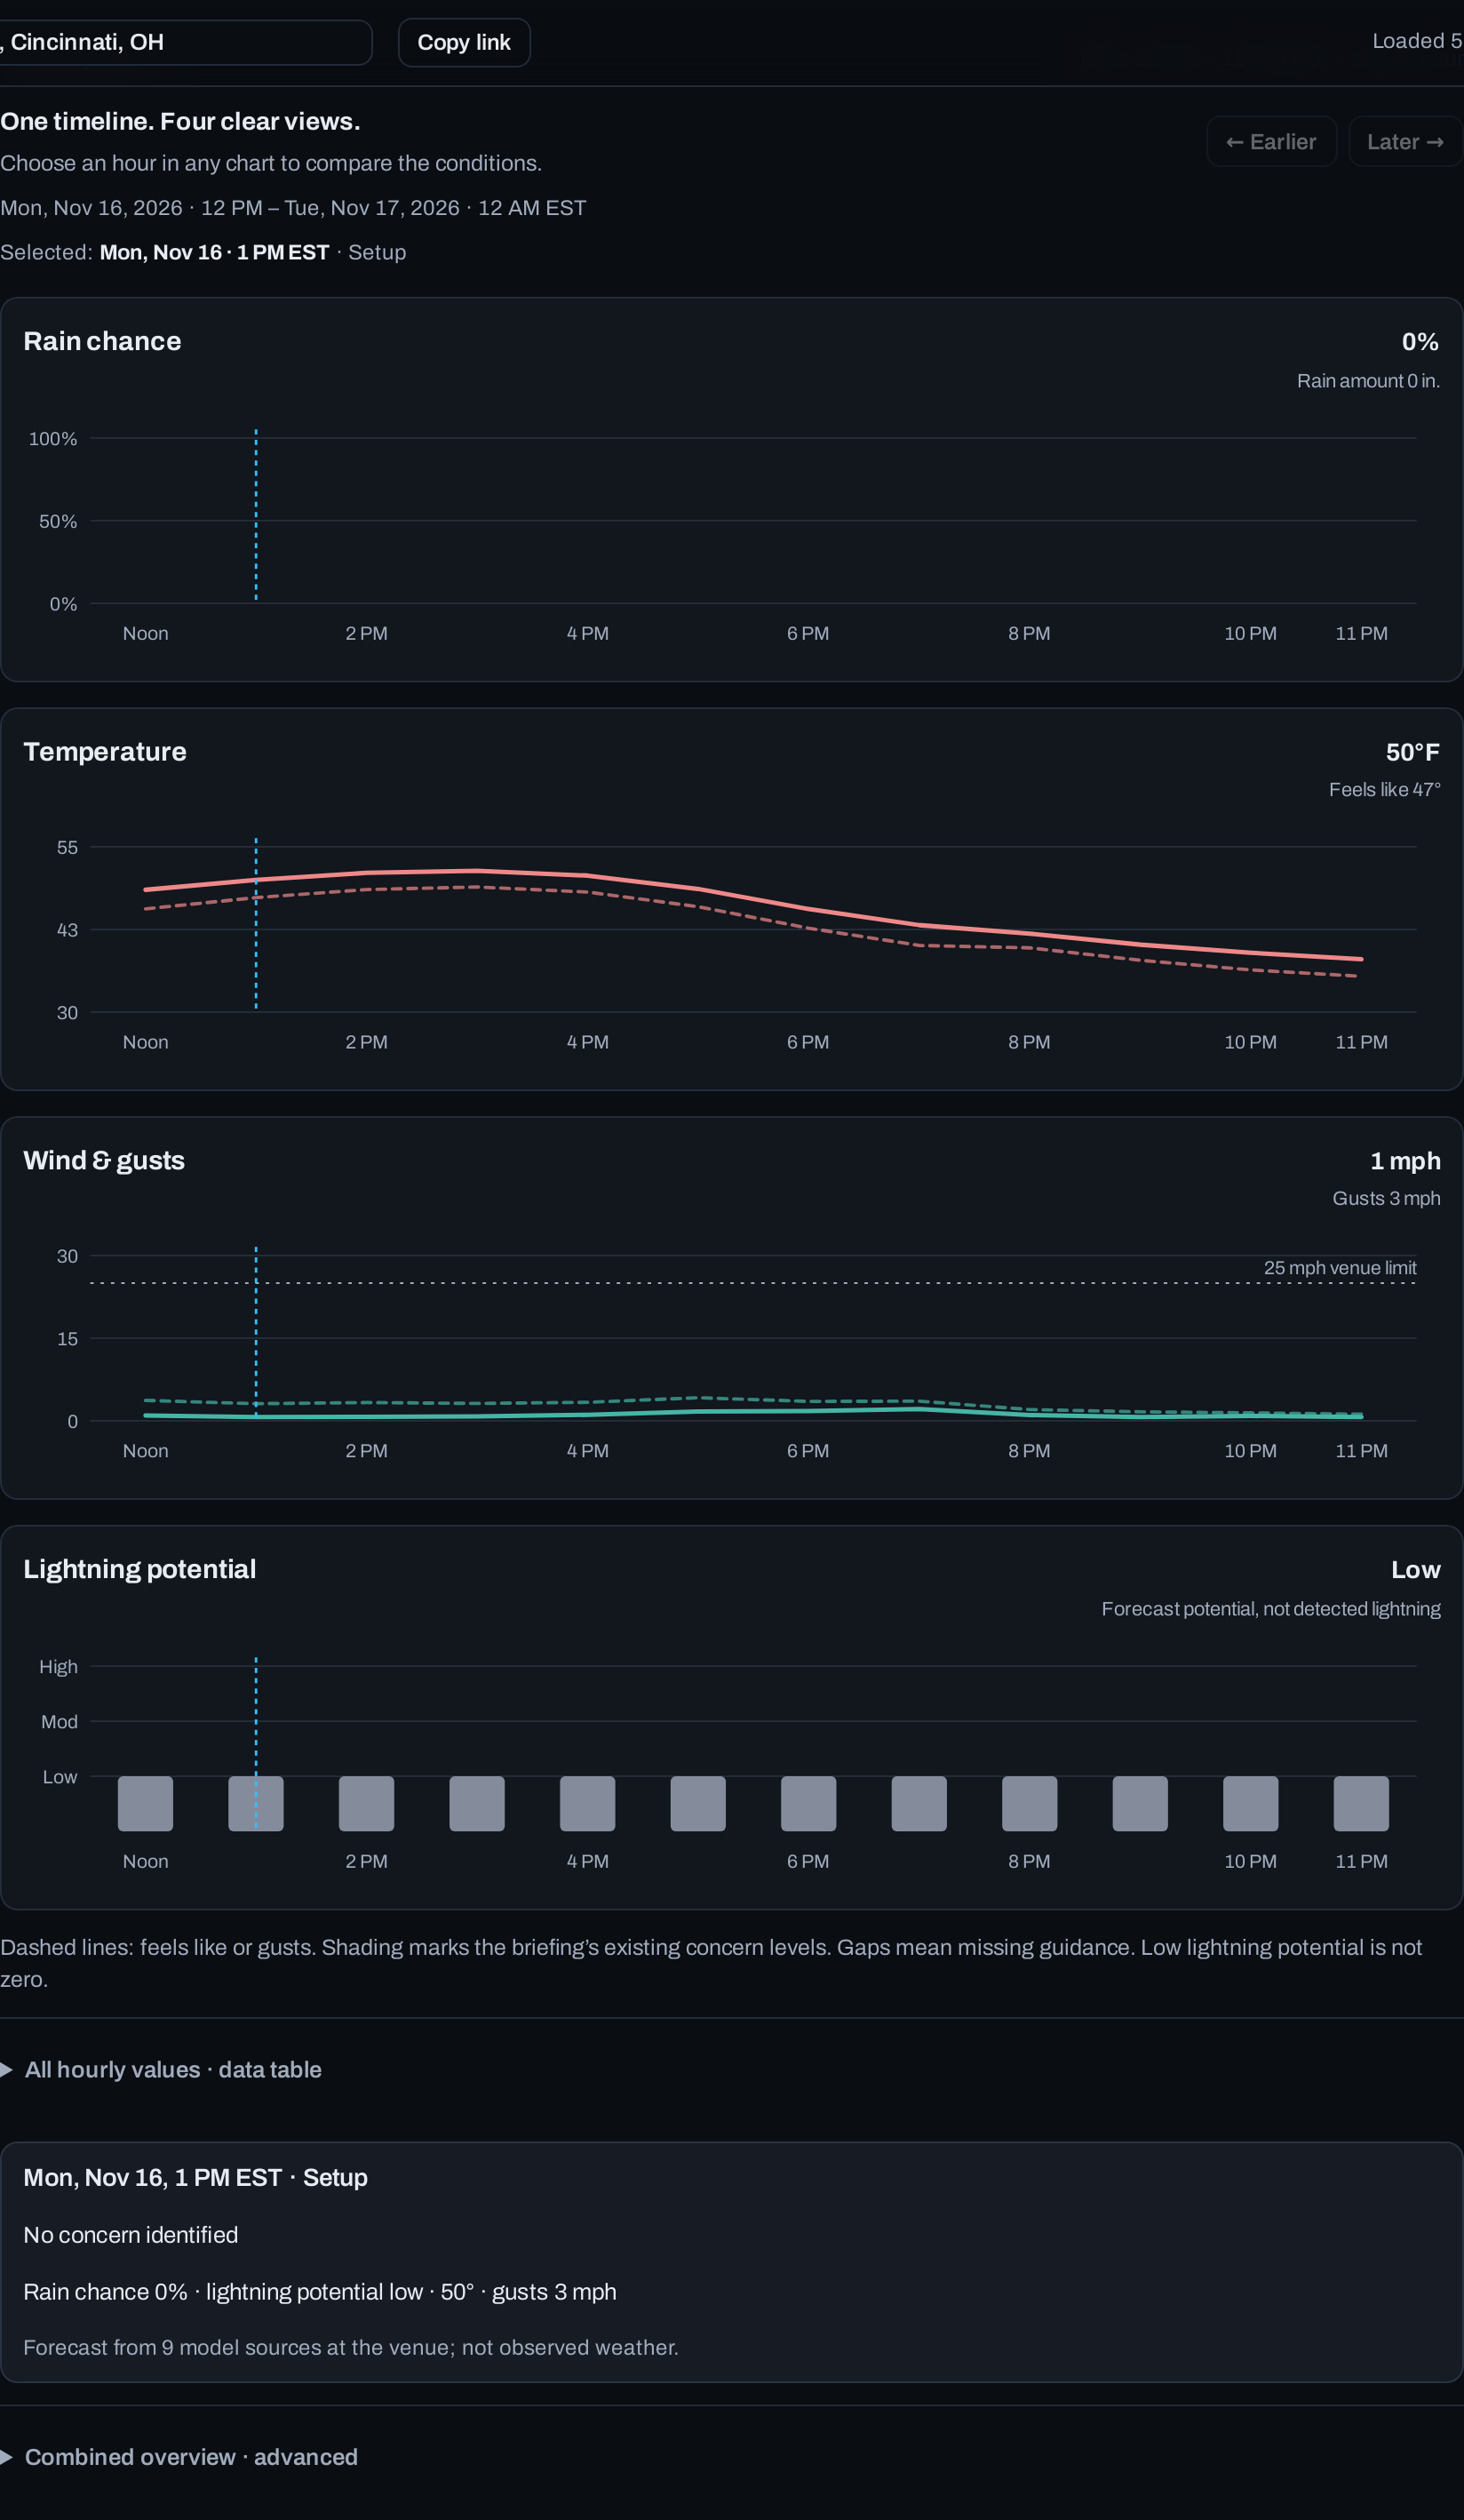 , Cincinnati, OH
Copy link
Loaded 5
One timeline. Four clear views.
← Earlier
Later →
Choose an hour in any chart to compare the conditions.
Mon, Nov 16, 2026 · 12 PM – Tue, Nov 17, 2026 · 12 AM EST
Selected: Mon, Nov 16 · 1 PM EST · Setup
Rain chance
0%
Rain amount 0 in.
100%
50%
0%
Noon 2 PM 4 PM 6 PM 8 PM 10 PM 11 PM
Temperature
50°F
Feels like 47°
55
43
30
Noon 2 PM 4 PM 6 PM 8 PM 10 PM 11 PM
Wind & gusts
1 mph
Gusts 3 mph
30
25 mph venue limit
15
0
Noon 2 PM 4 PM 6 PM 8 PM 10 PM 11 PM
Lightning potential
Low
Forecast potential, not detected lightning
High
Mod
Low
Noon 2 PM 4 PM 6 PM 8 PM 10 PM 11 PM
Dashed lines: feels like or gusts. Shading marks the briefing’s existing concern levels. Gaps mean missing guidance. Low lightning potential is not
zero.
▶ All hourly values · data table
Mon, Nov 16, 1 PM EST · Setup
No concern identified
Rain chance 0% · lightning potential low · 50° · gusts 3 mph
Forecast from 9 model sources at the venue; not observed weather.
▶ Combined overview · advanced